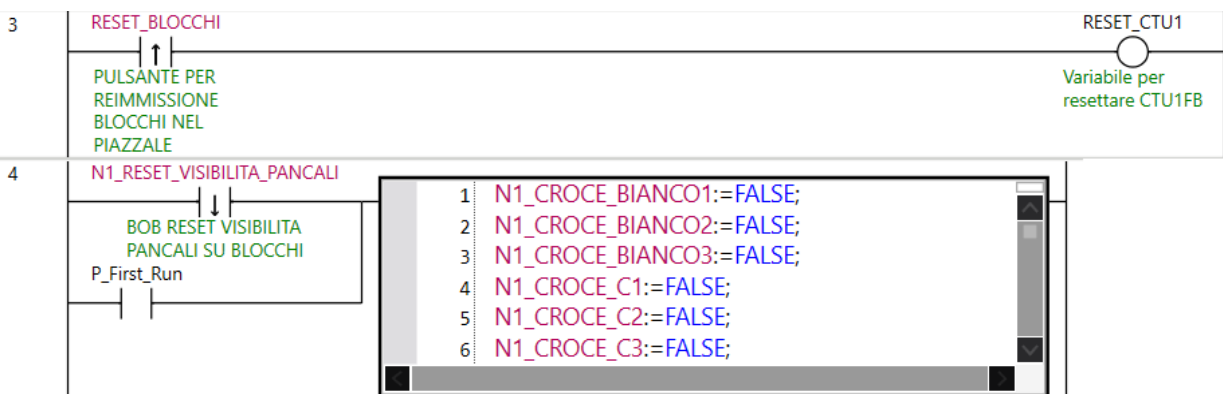 3
RESET_BLOCCHI
RESET_CTU1
PULSANTE PER
REIMMISSIONE
BLOCCHI NEL
PIAZZALE
Variabile per
resettare CTU1FB
4
N1_RESET_VISIBILITA_PANCALI
BOB RESET VISIBILITA
PANCALI SU BLOCCHI
P_First_Run
1 N1_CROCE_BIANCO1:=FALSE;
2 N1_CROCE_BIANCO2:=FALSE;
3 N1_CROCE_BIANCO3:=FALSE;
4 N1_CROCE_C1:=FALSE;
5 N1_CROCE_C2:=FALSE;
6 N1_CROCE_C3:=FALSE;